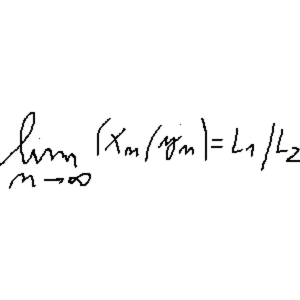 lim (xₙ/yₙ) = L₁/L₂
n→∞